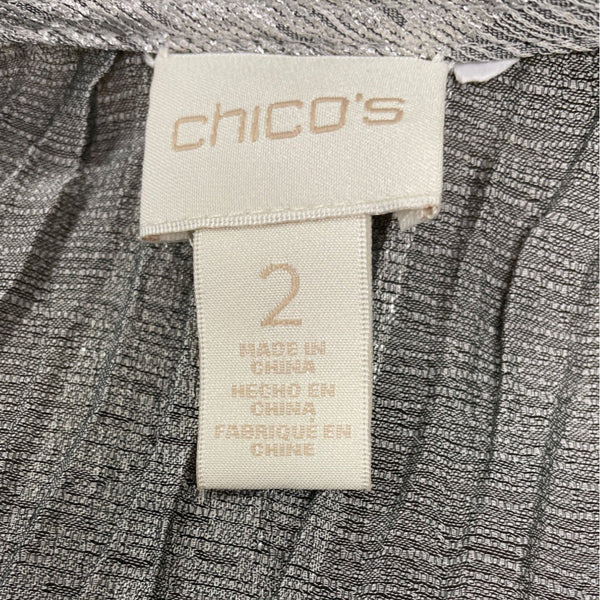 chico's
2
MADE IN
CHINA
HECHO EN
CHINA
FABRIQUÉ EN
CHINE